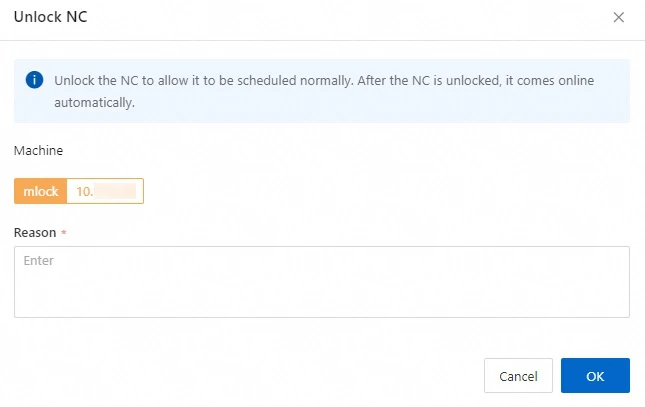 Unlock NC
Unlock the NC to allow it to be scheduled normally. After the NC is unlocked, it comes online
automatically.
Machine
mlock 10.
Reason *
Enter
Cancel OK